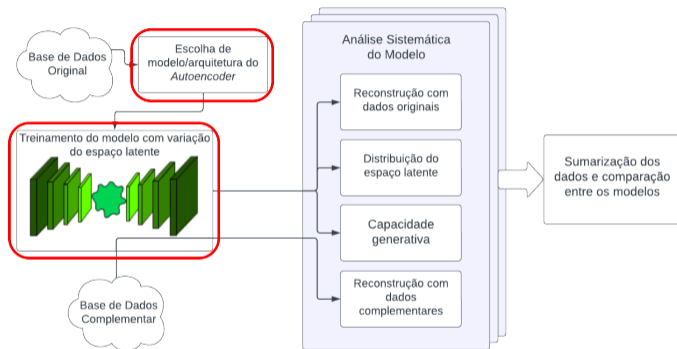 Base de Dados
Original
Escolha de
modelo/arquitetura do
Autoencoder
Treinamento do modelo com variação
do espaço latente
Base de Dados
Complementar
Análise Sistemática
do Modelo
Reconstrução com
dados originais
Distribuição do
espaço latente
Capacidade
generativa
Reconstrução com
dados
complementares
Sumarização dos
dados e comparação
entre os modelos